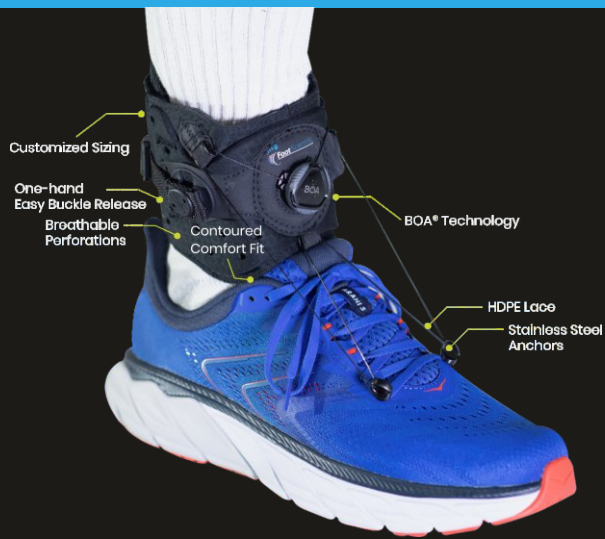 Customized Sizing
One-hand
Easy Buckle Release
Breathable
Perforations
Contoured
Comfort Fit
Foot
BOA
BOA® Technology
HDPE Lace
Stainless Steel
Anchors